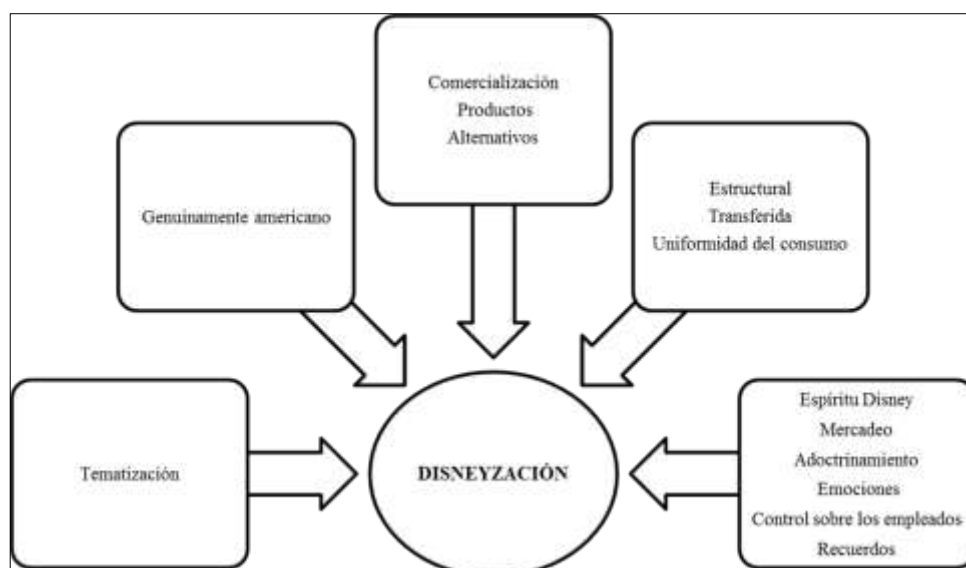 Comercialización
Productos
Alternativos
Genuinamente americano
Estructural
Transferida
Uniformidad del consumo
Tematización
DISNEYZACIÓN
Espíritu Disney
Mercadeo
Adoctrinamiento
Emociones
Control sobre los empleados
Recuerdos